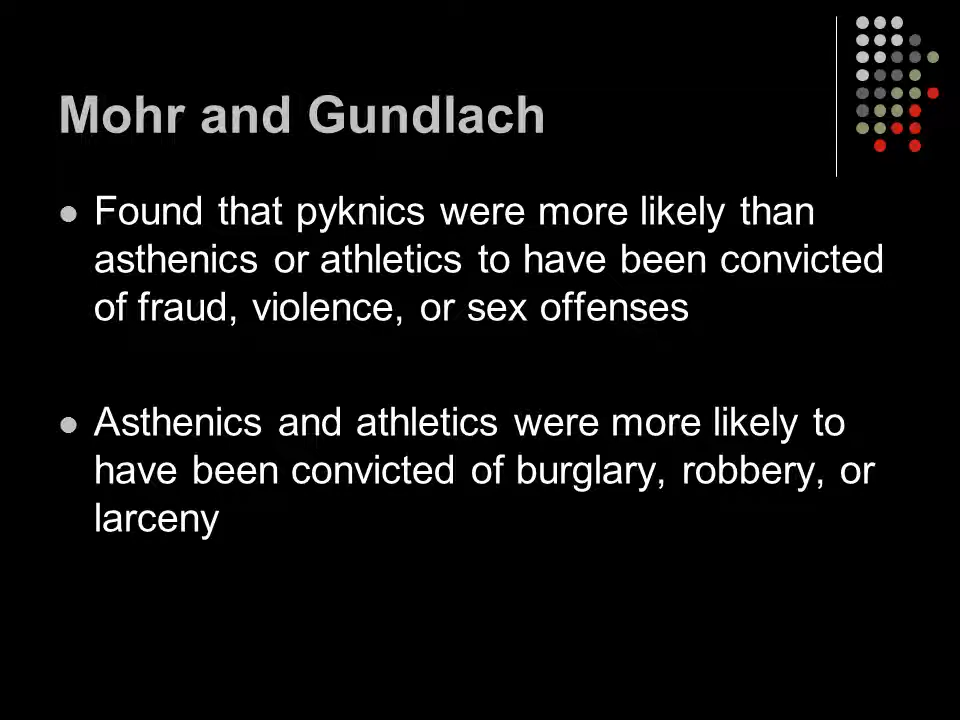 Mohr and Gundlach
Found that pyknics were more likely than
asthenics or athletics to have been convicted
of fraud, violence, or sex offenses
Asthenics and athletics were more likely to
have been convicted of burglary, robbery, or
larceny